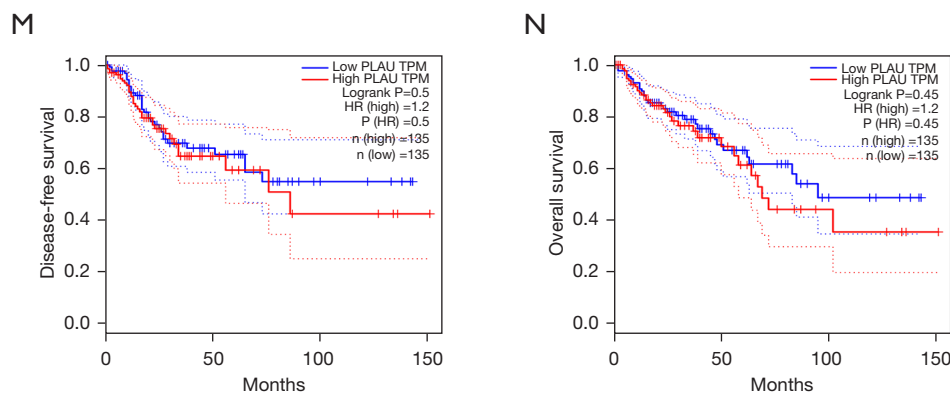 M
Low PLAU TPM
High PLAU TPM
Logrank P=0.5
HR (high) =1.2
P (HR) =0.5
n (high) =135
n (low) =135
Disease-free survival
1.0
0.8
0.6
0.4
0.2
0.0
0
50
100
150
Months
N
Low PLAU TPM
High PLAU TPM
Logrank P=0.45
HR (high) =1.2
P (HR) =0.45
n (high) =135
n (low) =135
Overall survival
1.0
0.8
0.6
0.4
0.2
0.0
0
50
100
150
Months